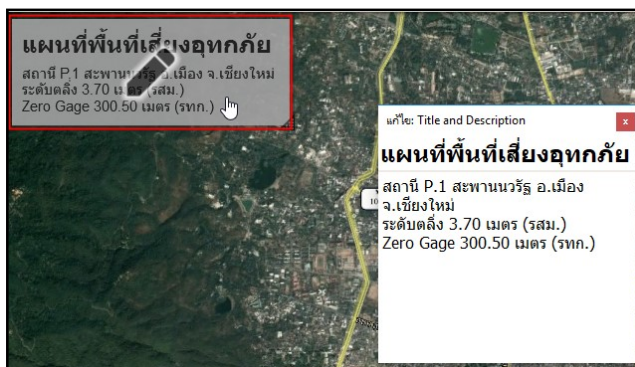 แผนที่พื้นที่เสี่ยงอุทกภัย
สถานี P.1 สะพานนวรัฐ อ.เมือง จ.เชียงใหม่
ระดับตลิ่ง 3.70 เมตร (รสม.)
Zero Gage 300.50 เมตร (รทก.)
แก้ไข: Title and Description
x
แผนที่พื้นที่เสี่ยงอุทกภัย
สถานี P.1 สะพานนวรัฐ อ.เมือง
จ.เชียงใหม่
ระดับตลิ่ง 3.70 เมตร (รสม.)
Zero Gage 300.50 เมตร (รทก.)
10